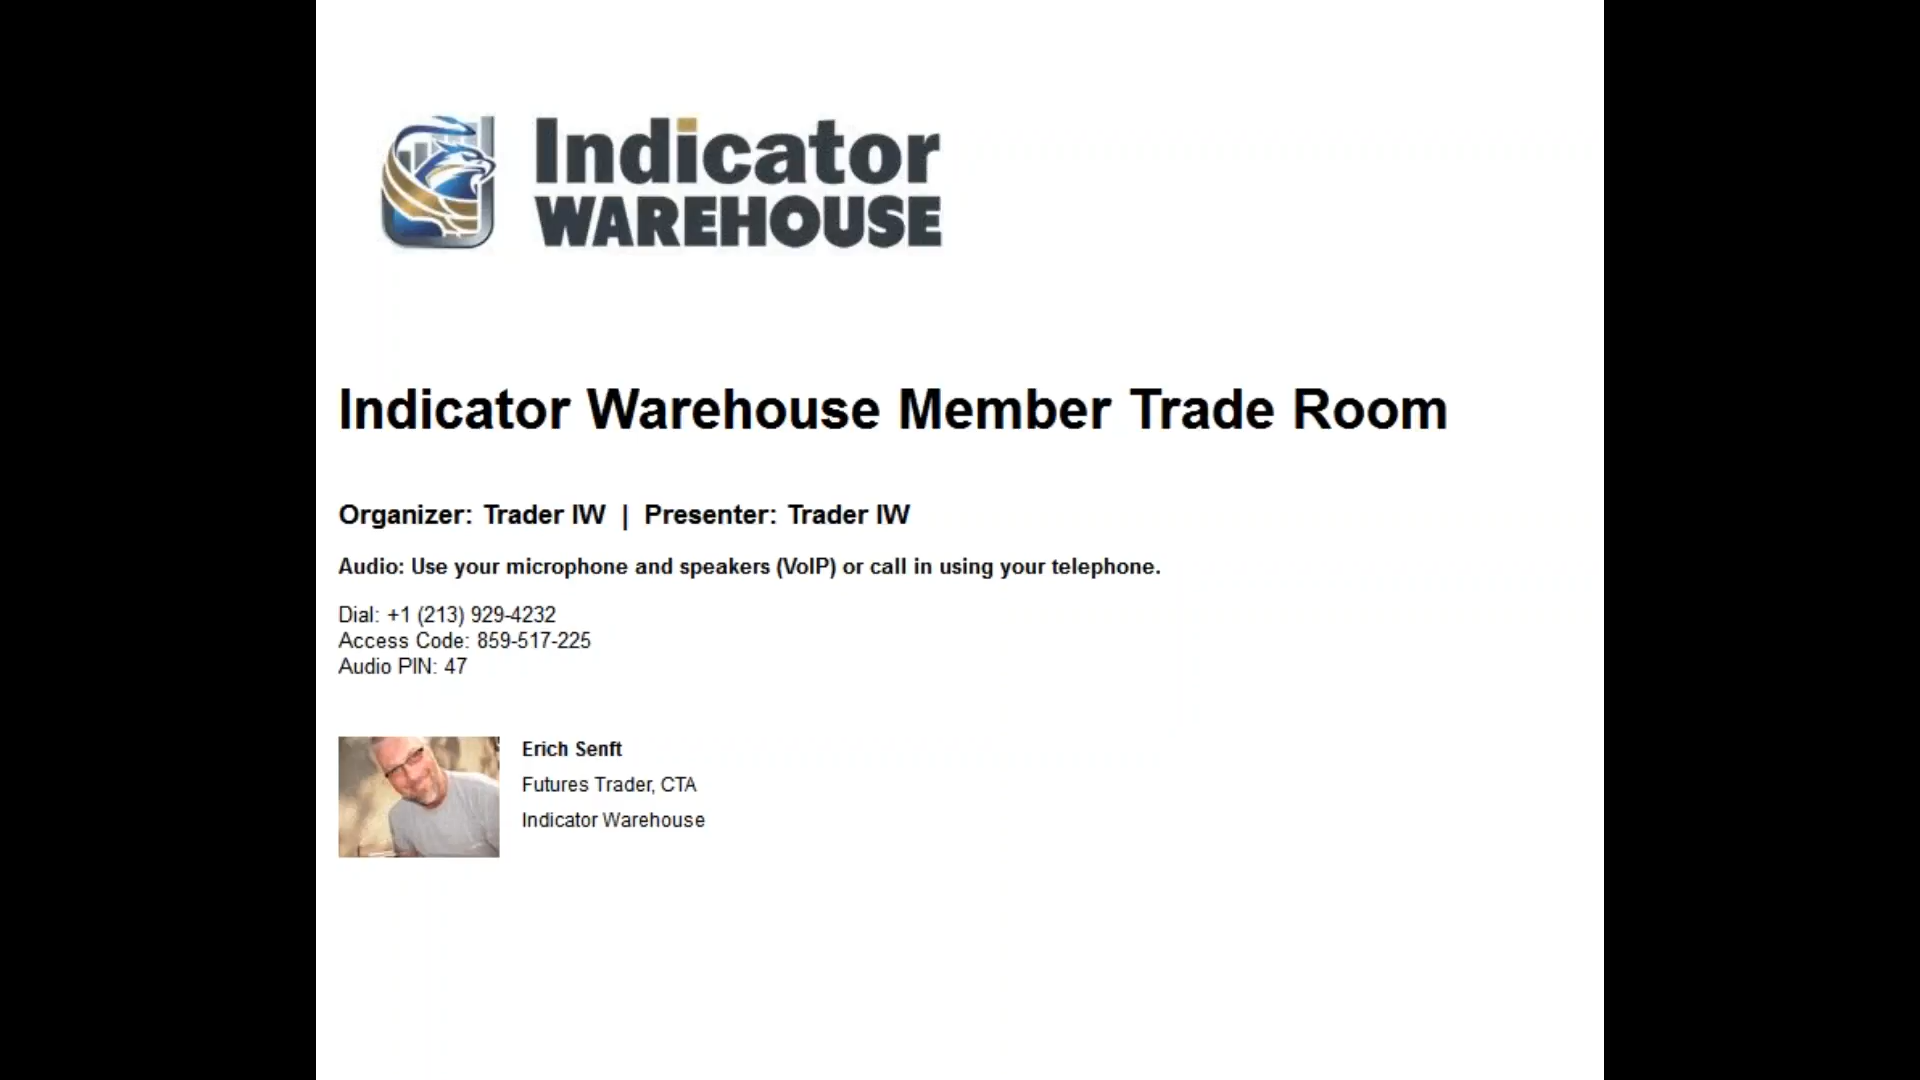 Indicator
WAREHOUSE
Indicator Warehouse Member Trade Room
Organizer: Trader IW | Presenter: Trader IW
Audio: Use your microphone and speakers (VoIP) or call in using your telephone.
Dial: +1 (213) 929-4232
Access Code: 859-517-225
Audio PIN: 47
Erich Senft
Futures Trader, CTA
Indicator Warehouse